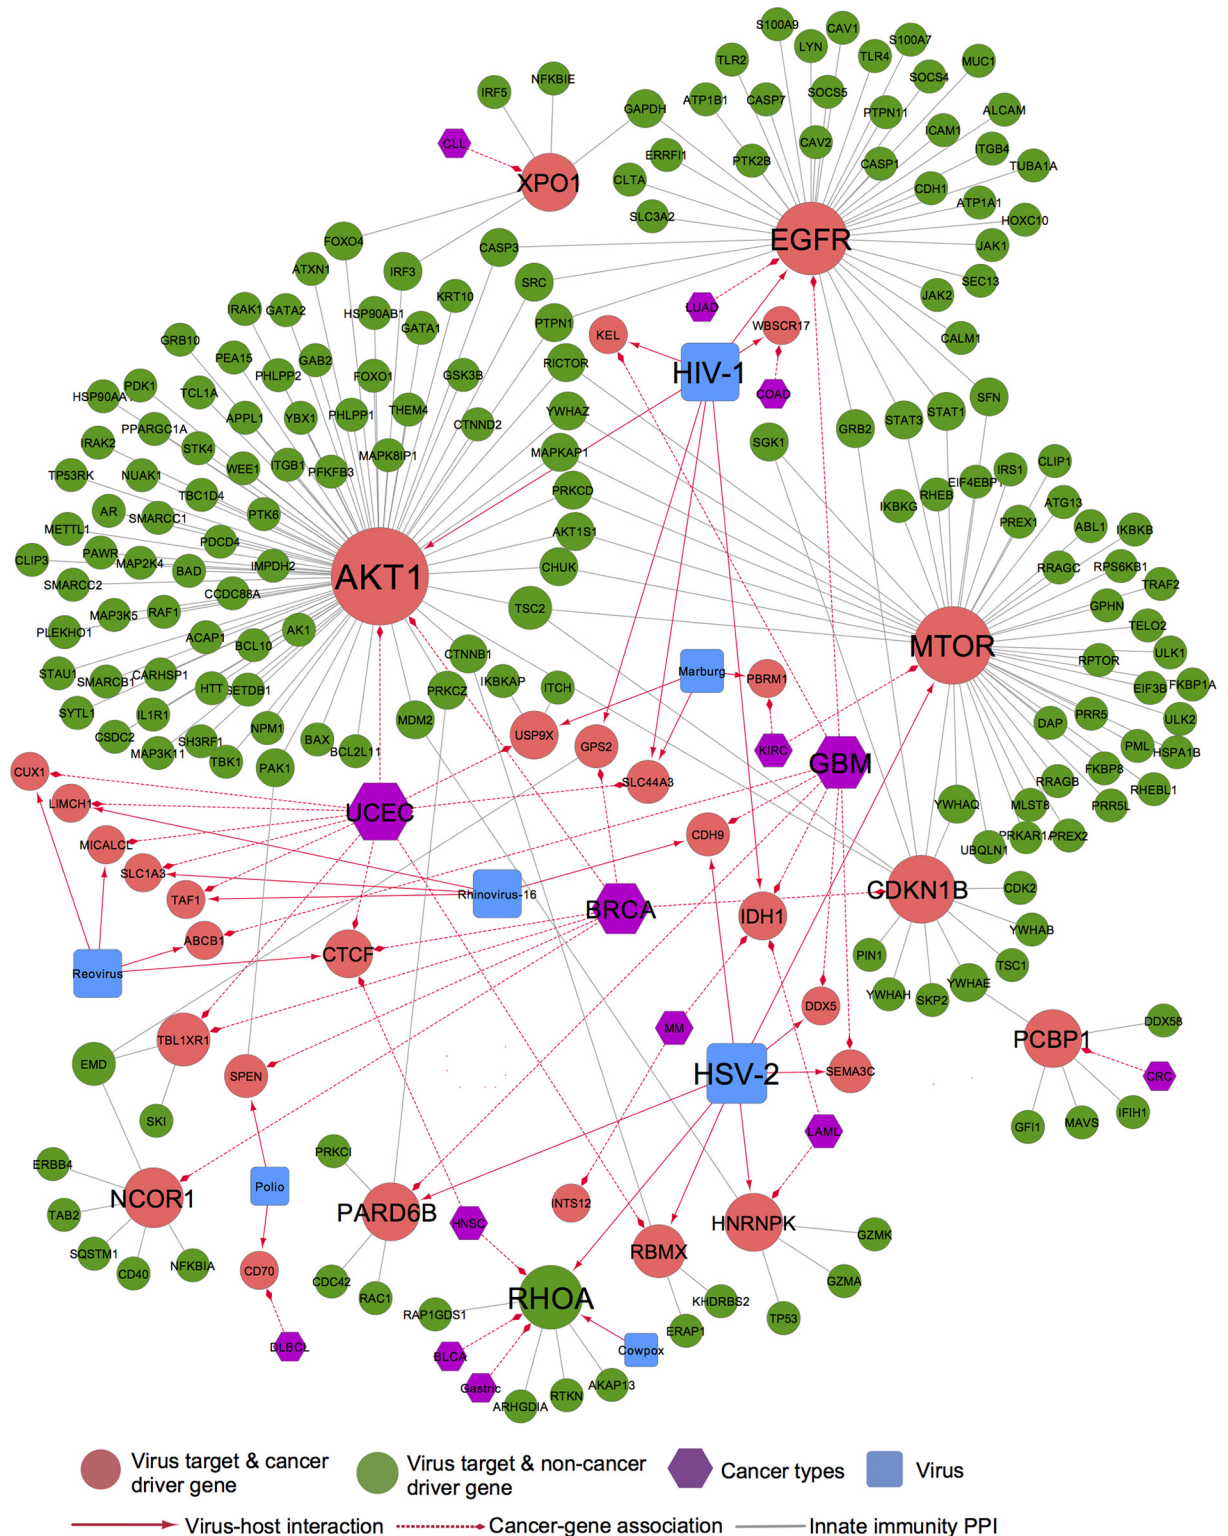 S100A9
CAV1
LYN
S100A7
TLR2
TLR4
MUC1
NFKBIE
SOCS4
IRF5
SOCS5
ATP1B1
CASP7
GAPDH
PTPN11
ALCAM
ICAM1
CLL
CAV2
ERRFI1
PTK2B
CASP1
ITGB4
TUBA1A
XPO1
CLTA
CDH1
ATP1A1
SLC3A2
HOXC10
FOXO4
EGFR
CASP3
JAK1
ATXN1
IRF3
SRC
SEC13
KRT10
JAK2
IRAK1
GATA2
HSP90AB1
LUAD
GATA1
PTPN1
WBSCR17
GRB10
KEL
CALM1
PEA15
GAB2
RICTOR
PHLPP2
FOXO1
GSK3B
HIV-1
PDK1
TCL1A
COAD
HSP90AA
SFN
APPL1
YBX1
PHLPP1
THEM4
YWHAZ
STAT1
PPARGC1A
CTNND2
STAT3
GRB2
IRAK2
STK4
SGK1
MAPKAP1
MAPK8IP1
CLIP1
TP53RK
NUAK1
WEE1
ITGB1
PFKFB3
IRS1
EIF4EBP1
TBC1D4
PRKCD
RHEB
AR
SMARCC1
PTK6
IKBKG
ATG13
METTL1
AKT1S1
PREX1
ABL1
IKBKB
PDCD4
CLIP3
PAWR
MAP2K4
BAD
IMPDH2
CHUK
RRAGC
RPS6KB1
AKT1
SMARCC2
CCDC88A
TRAF2
TSC2
GPHN
MAP3K5
RAF1
PLEKHO1
ACAP1
AK1
TELO2
MTOR
BCL10
CTNNB1
ULK1
STAU1
SMARCB1
CARHSP1
Marburg
RPTOR
HTT
SETDB1
PRKCZ
IKBKAP
ITCH
PBRM1
EIF3B
FKBP1A
SYTL1
IL1R1
MDM2
PRR5
ULK2
CSDC2
SH3RF1
NPM1
USP9X
DAP
BAX
GPS2
PML
HSPA1B
MAP3K11
TBK1
BCL2L11
KIRC
FKBP8
CUX1
PAK1
GBM
RRAGB
RHEBL1
SLC44A3
LIMCH1
UCEC
YWHAQ
MLST8
PRR5L
MICALCL
CDH9
PRKAR1A
PREX2
UBQLN1
SLC1A3
TAF1
Rhinovirus-16
BRCA
CDKN1B
CDK2
IDH1
ABCB1
YWHAB
CTCF
PIN1
Reovirus
TSC1
YWHAE
YWHAH
SKP2
DDX5
MM
DDX58
TBL1XR1
PCBP1
EMD
SPEN
HSV-2
SEMA3C
CRC
SKI
GFI1
MAVS
IFIH1
LAML
PRKCI
ERBB4
Polio
NCOR1
INTS12
TAB2
PARD6B
HNSC
HNRNPK
GZMK
SQSTM1
RBMX
CD40
NFKBIA
CD70
CDC42
GZMA
RAC1
RHOA
KHDRBS2
RAP1GDS1
TP53
ERAP1
DLBCL
BLCA
Cowpox
Gastric
AKAP13
RTKN
ARHGDIA
Virus target & cancer
driver gene
Virus target & non-cancer
driver gene
Cancer types
Virus
Virus-host interaction
Cancer-gene association
Innate immunity PPI